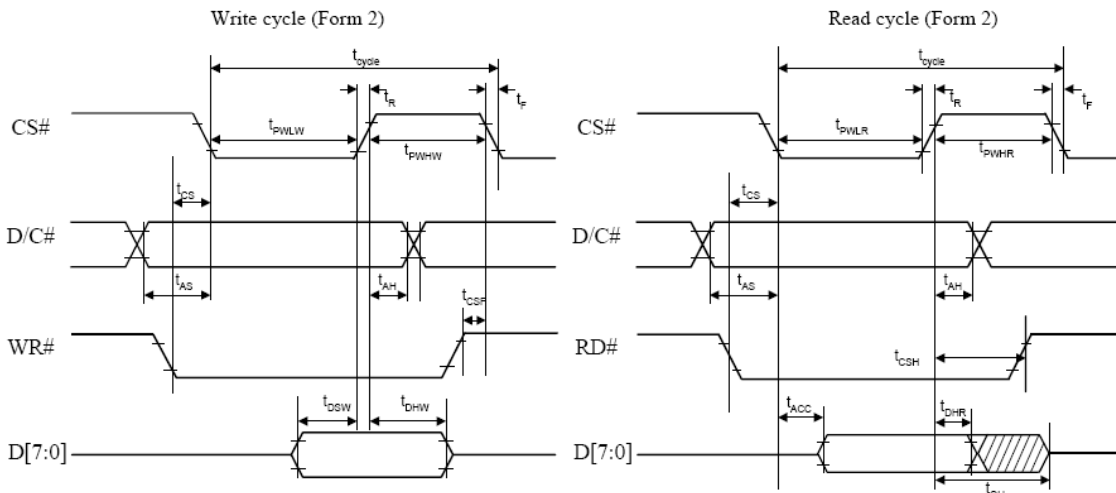 Write cycle (Form 2)
Read cycle (Form 2)
tcycle
tR
tF
CS#
tPWLW
tPWHW
tCS
D/C#
tAS
tAH
tCSF
WR#
tDSW
tDHW
D[7:0]
tcycle
tR
tF
CS#
tPWLR
tPWHR
tCS
D/C#
tAS
tAH
RD#
tCSH
tACC
tDHR
D[7:0]